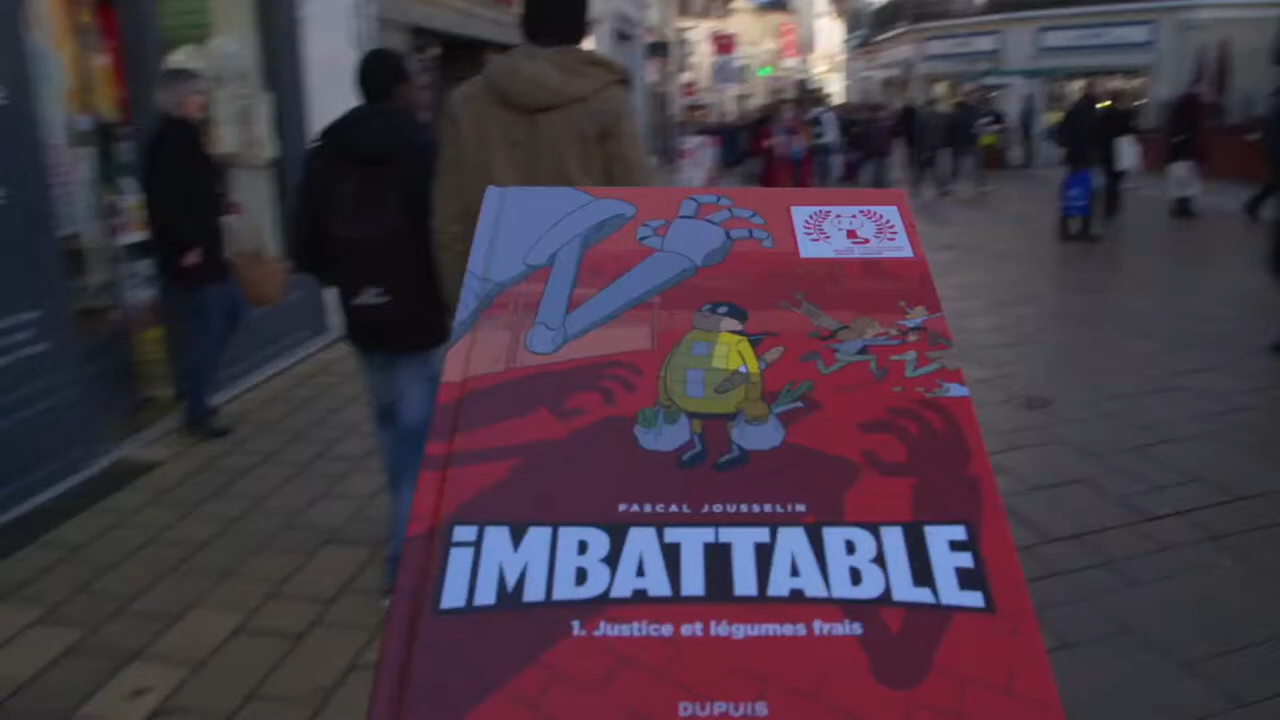 PASCAL JOUSSELIN
iMBATTABLE
1. Justice et légumes frais
DUPUIS